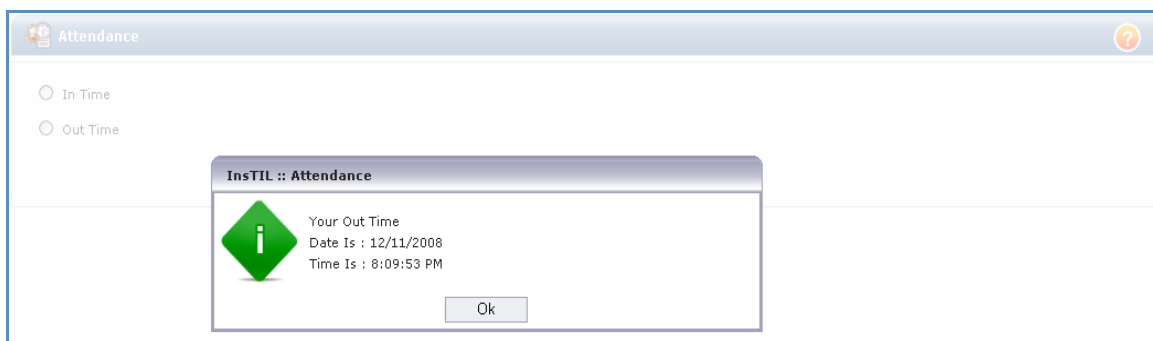 Attendance
?
In Time
Out Time
InsTIL :: Attendance
i
Your Out Time
Date Is : 12/11/2008
Time Is : 8:09:53 PM
Ok